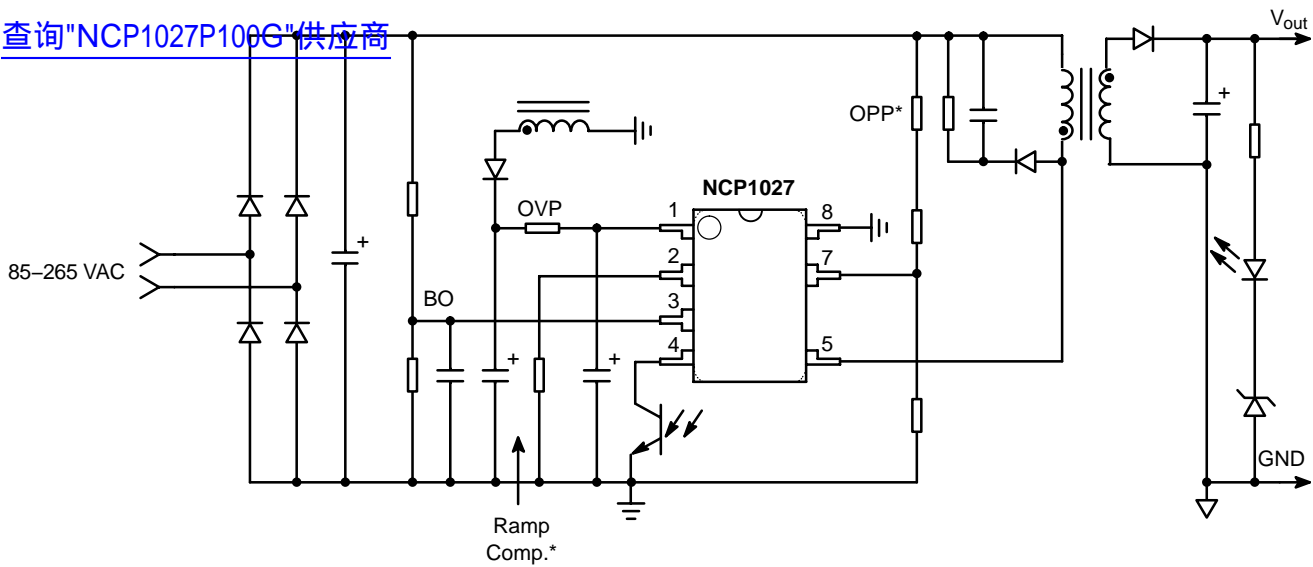 查询"NCP1027P100G"供应商
Vout
OPP*
+
NCP1027
OVP
1
8
+
2
7
85–265 VAC
BO
3
4
5
+
+
GND
Ramp
Comp.*